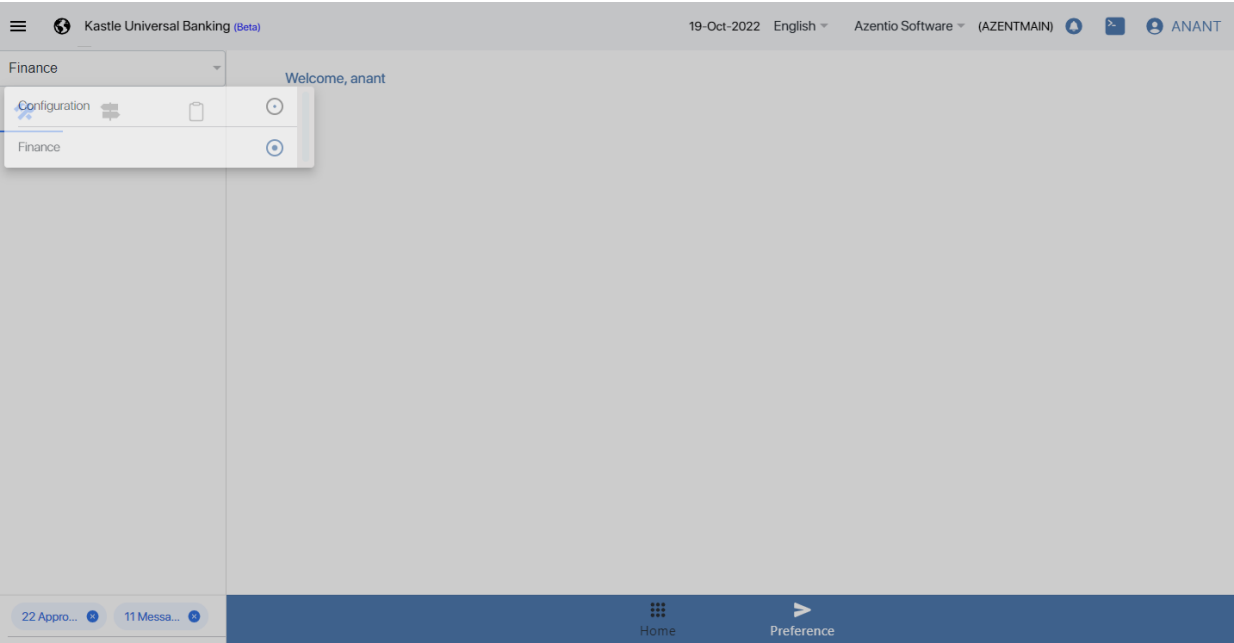 Kastle Universal Banking (Beta)
19-Oct-2022 English Azentio Software (AZENTMAIN) ANANT
Finance
Welcome, anant
Configuration
Finance
22 Appro... 11 Messa...
Home Preference